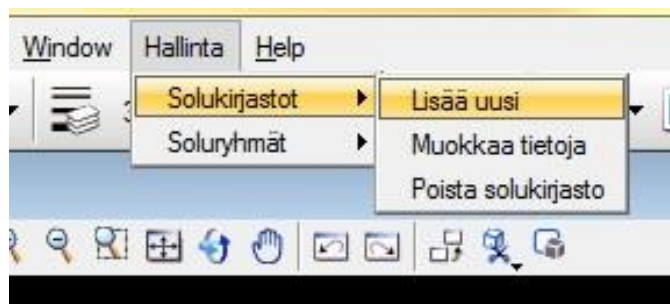 Window Hallinta Help
Solukirjastot Lisää uusi
Soluryhmät Muokkaa tietoja
Poista solukirjasto